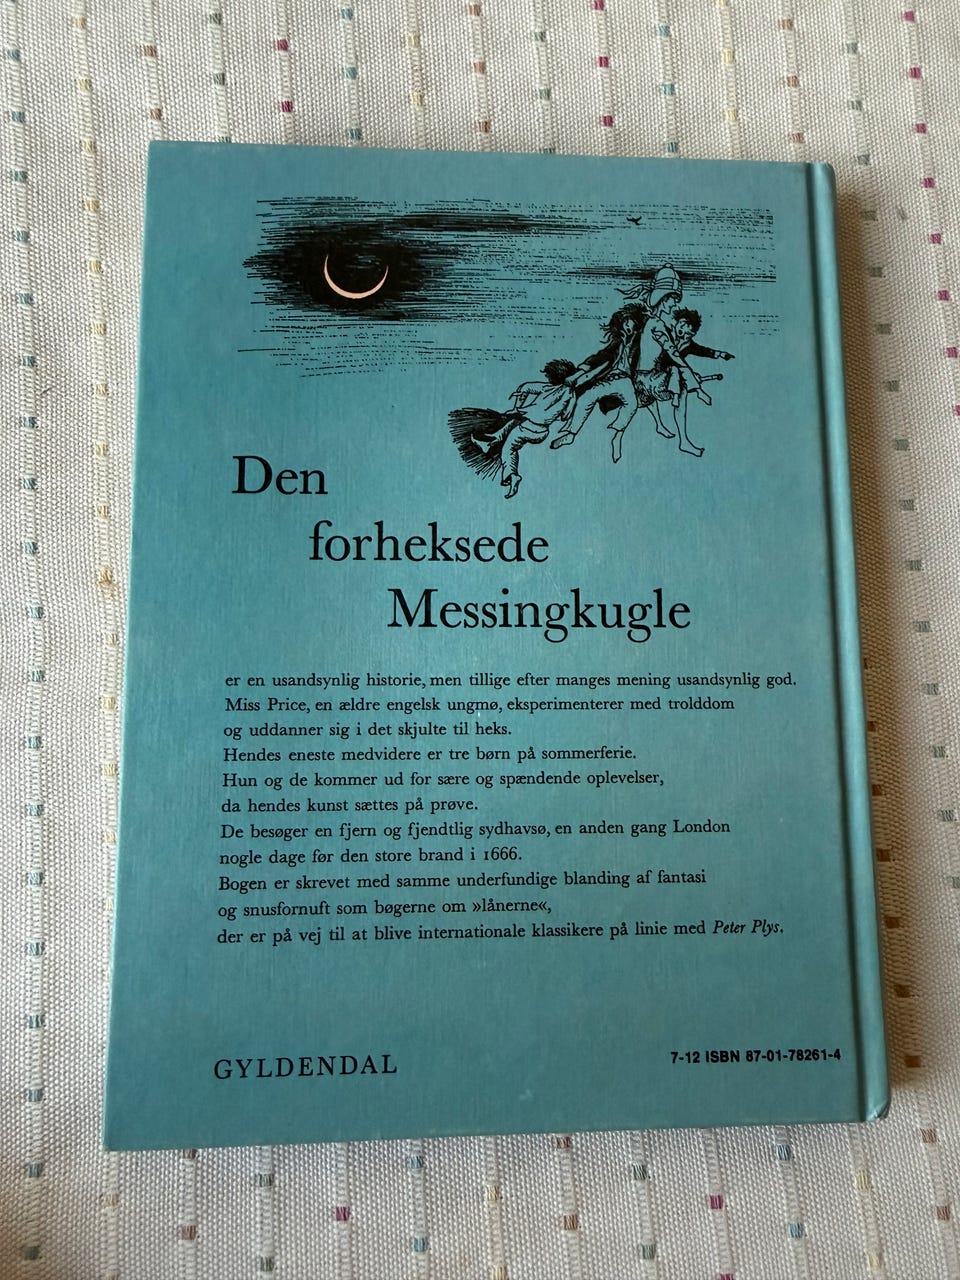 Den
forheksede
Messingkugle
er en usandsynlig historie, men tillige efter manges mening usandsynlig god.
Miss Price, en ældre engelsk ungmø, eksperimenterer med trolddom
og uddanner sig i det skjulte til heks.
Hendes eneste medvidere er tre børn på sommerferie.
Hun og de kommer ud for sære og spændende oplevelser,
da hendes kunst sættes på prøve.
De besøger en fjern og fjendtlig sydhavsø, en anden gang London
nogle dage før den store brand i 1666.
Bogen er skrevet med samme underfundige blanding af fantasi
og snusfornuft som bøgerne om »lånerne«,
der er på vej til at blive internationale klassikere på linie med Peter Plys.
GYLDENDAL
7-12 ISBN 87-01-78261-4